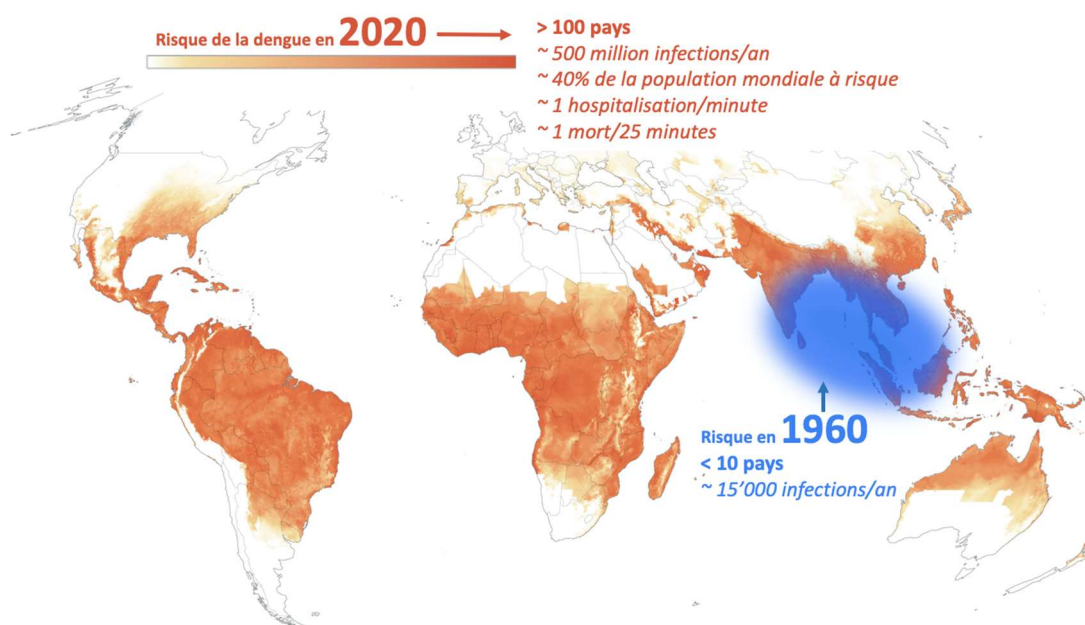 Risque de la dengue en 2020
> 100 pays
~ 500 million infections/an
~ 40% de la population mondiale à risque
~ 1 hospitalisation/minute
~ 1 mort/25 minutes
Risque en 1960
< 10 pays
~ 15’000 infections/an